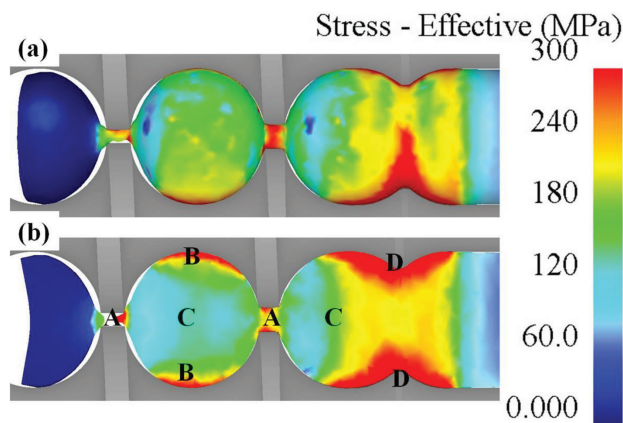 Stress - Effective (MPa)
(a)
300
240
180
(b)
B
120
D
A
C
A
C
60.0
B
D
0.000